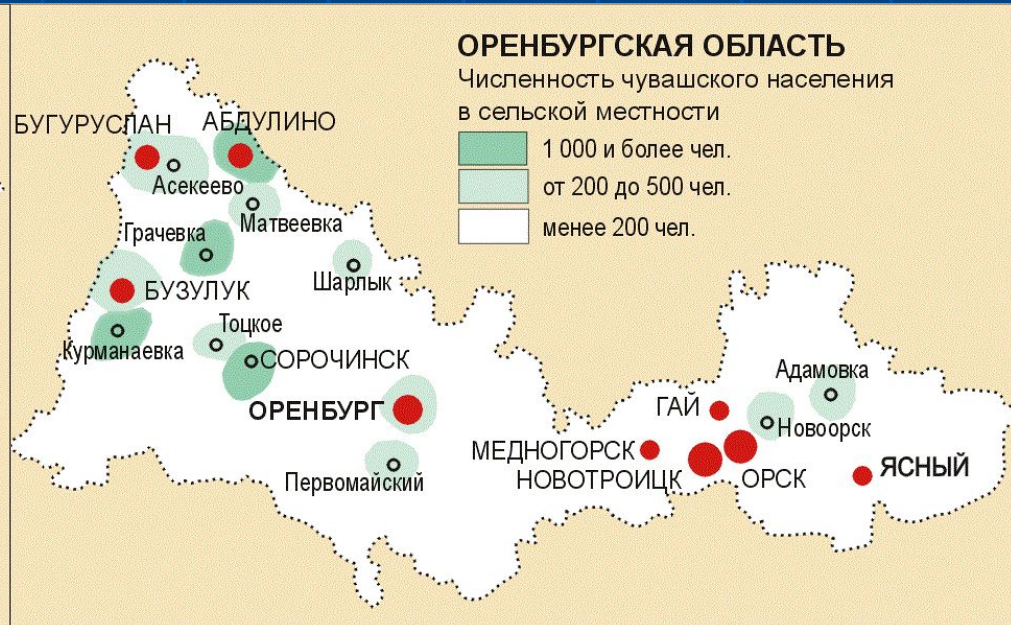 ОРЕНБУРГСКАЯ ОБЛАСТЬ
Численность чувашского населения
в сельской местности
1 000 и более чел.
от 200 до 500 чел.
менее 200 чел.
БУГУРУСЛАН
АБДУЛИНО
Асекеево
Матвеевка
Грачевка
Шарлык
БУЗУЛУК
Тоцкое
Курманаевка
СОРОЧИНСК
ОРЕНБУРГ
Первомайский
Адамовка
ГАЙ
Новоорск
МЕДНОГОРСК
НОВОТРОИЦК
ОРСК
ЯСНЫЙ